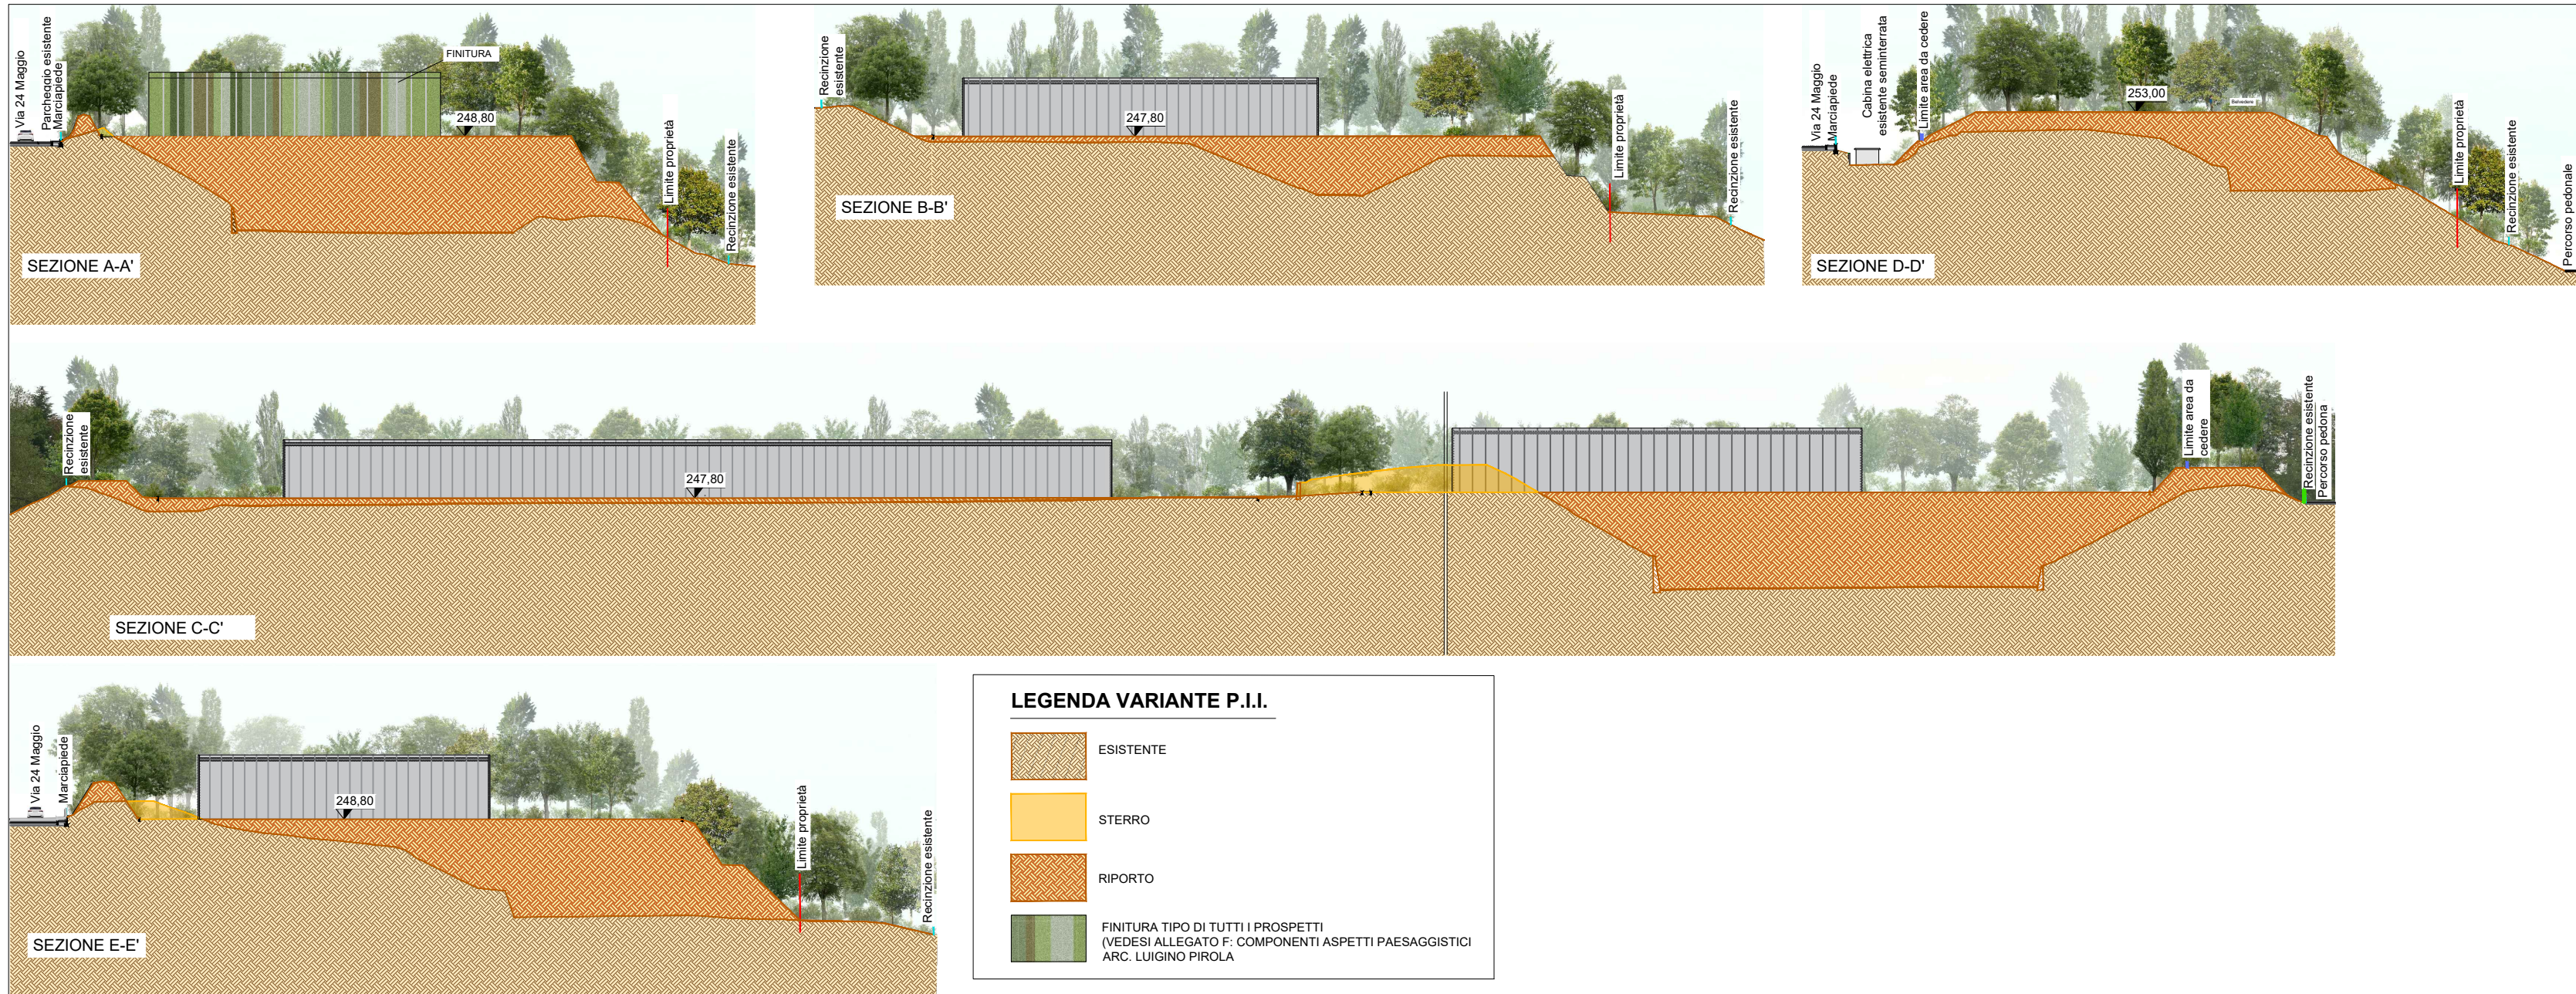 Via 24 Maggio
Parcheggio esistente
Marciapiede
FINITURA
248,80
Limite proprietà
Recinzione esistente
SEZIONE A-A'
Recinzione
esistente
247,80
Limite proprietà
Recinzione esistente
SEZIONE B-B'
Via 24 Maggio
Marciapiede
Cabina elettrica
esistente seminterrata
Limite area da cedere
253,00
Belvedere
Limite proprietà
Recinzione esistente
Percorso pedonale
SEZIONE D-D'
Recinzione
esistente
247,80
Limite area da
cedere
Recinzione esistente
Percorso pedona
SEZIONE C-C'
Via 24 Maggio
Marciapiede
248,80
Limite proprietà
Recinzione esistente
SEZIONE E-E'
LEGENDA VARIANTE P.I.I.
ESISTENTE
STERRO
RIPORTO
FINITURA TIPO DI TUTTI I PROSPETTI
(VEDESI ALLEGATO F: COMPONENTI ASPETTI PAESAGGISTICI
ARC. LUIGINO PIROLA